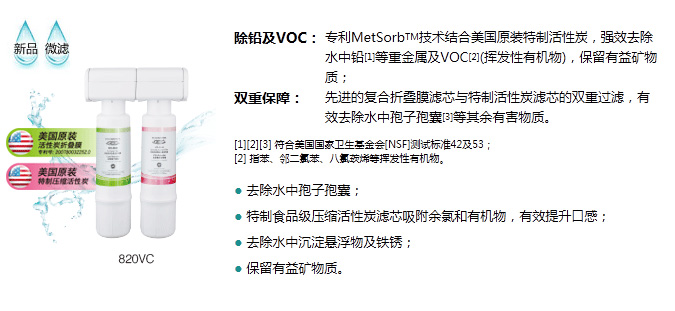 新品
微滤
美国原装
活性炭折叠膜
美国原装
特制压缩活性炭
820VC
除铅及VOC：
专利MetSorb™技术结合美国原装特制活性炭，强效去除
水中铅[1]等重金属及VOC[2](挥发性有机物)，保留有益矿物
质；
双重保障：
先进的复合折叠膜滤芯与特制活性炭滤芯的双重过滤，有
效去除水中孢子孢囊[3]等其余有害物质。
[1][2][3] 符合美国国家卫生基金会[NSF]测试标准42及53；
[2] 指苯、邻二氯苯、八氯莰烯等挥发性有机物。
● 去除水中孢子孢囊；
● 特制食品级压缩活性炭滤芯吸附余氯和有机物，有效提升口感；
● 去除水中沉淀悬浮物及铁锈；
● 保留有益矿物质。